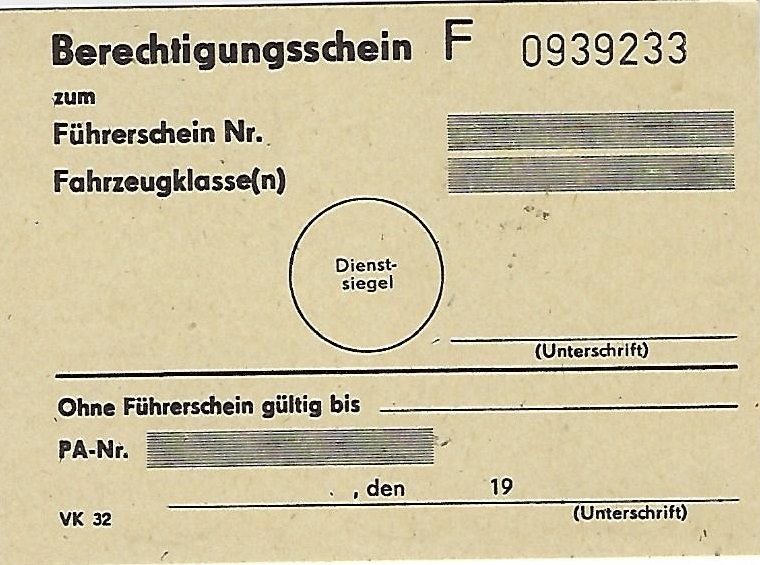 Berechtigungsschein F 0939233
zum
Führerschein Nr.
Fahrzeugklasse(n)
Dienst-
siegel
(Unterschrift)
Ohne Führerschein gültig bis
PA-Nr.
, den 19
VK 32 (Unterschrift)